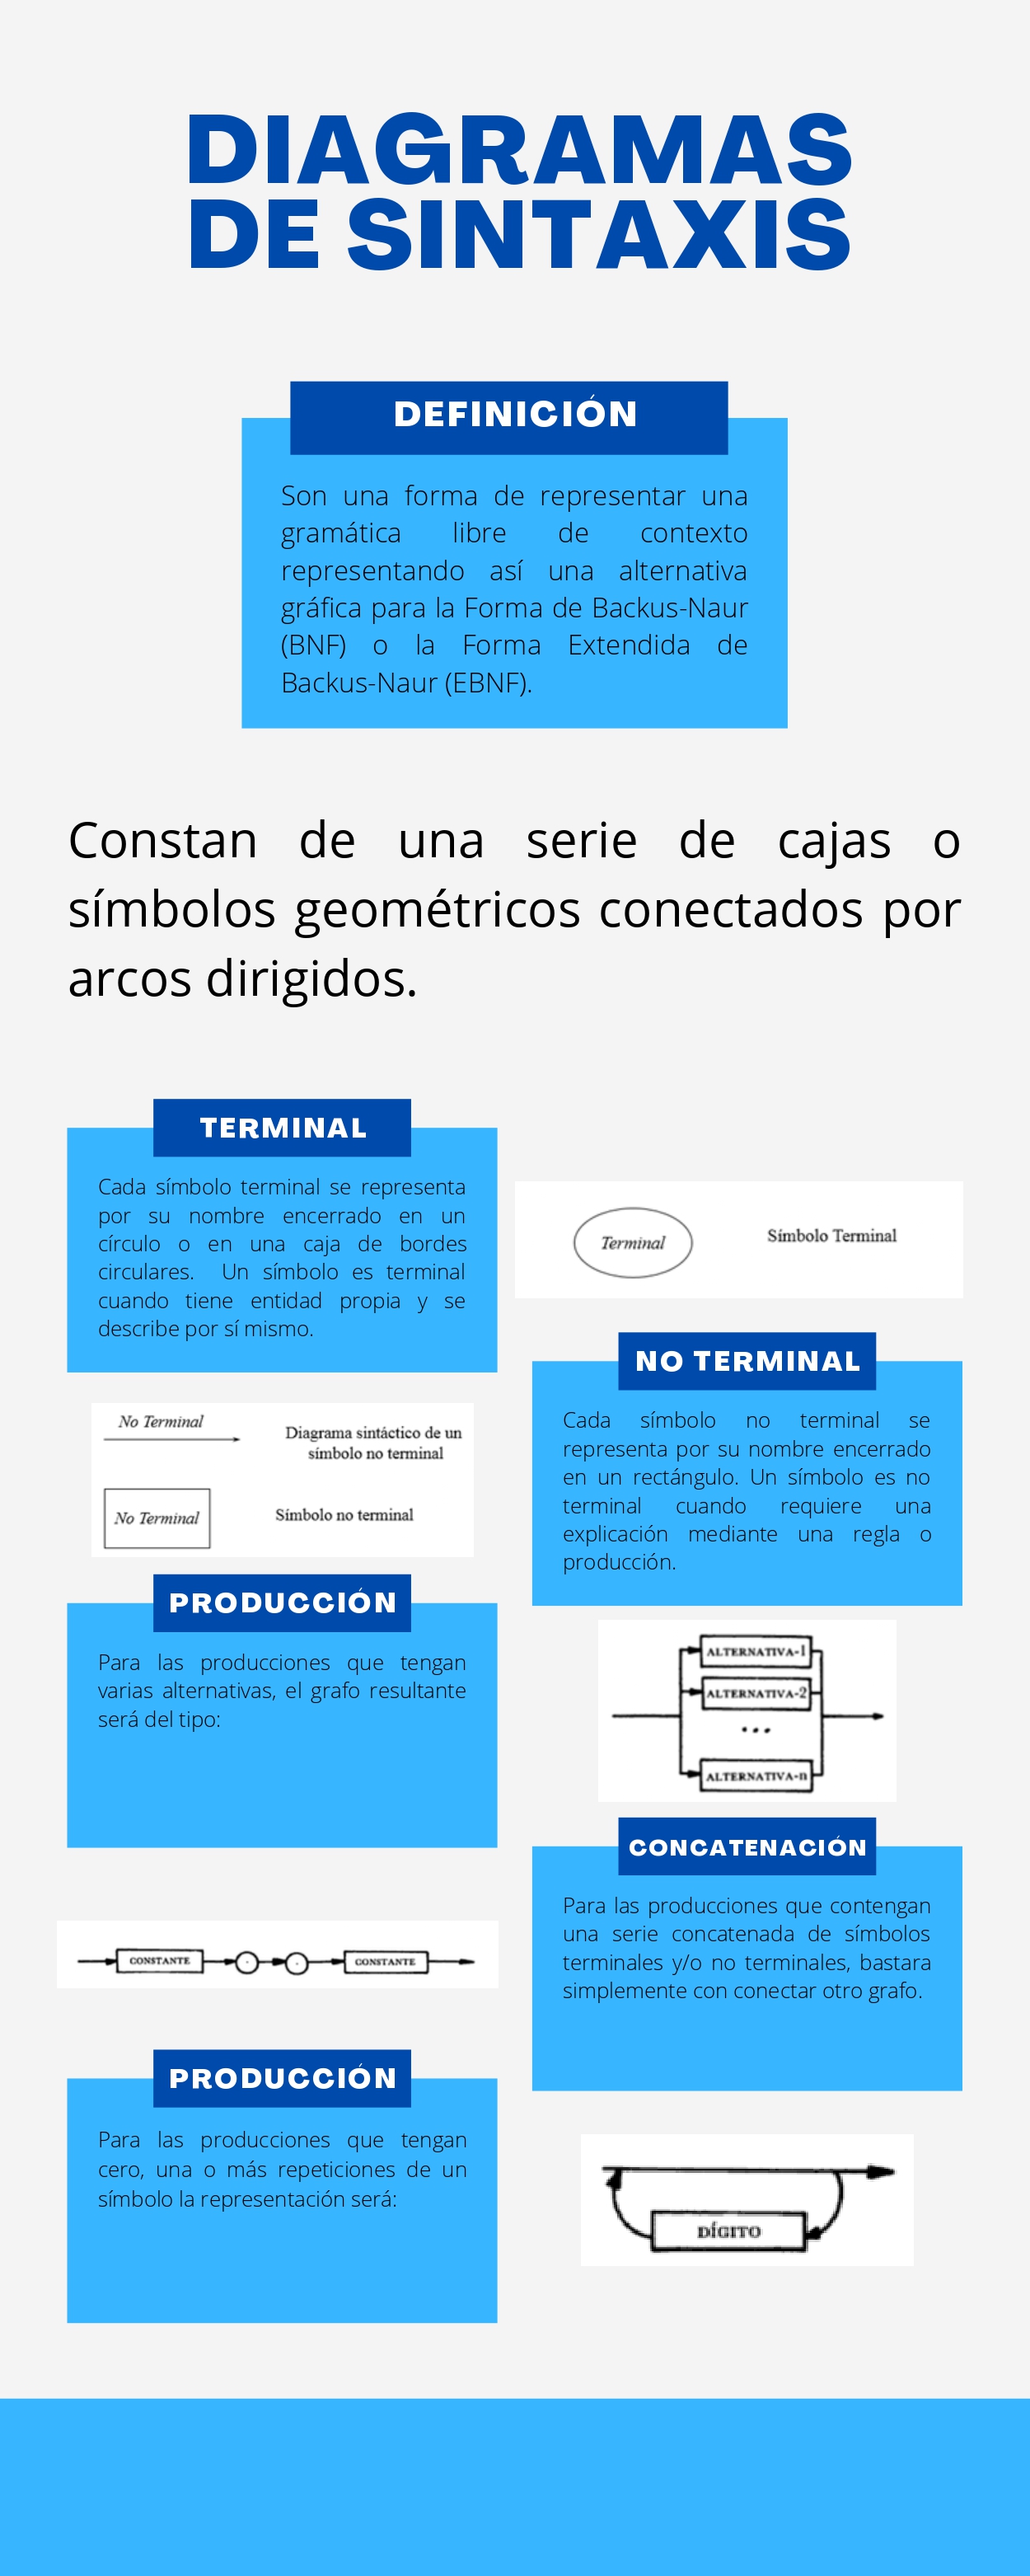 DIAGRAMAS
DE SINTAXIS
DEFINICIÓN
Son una forma de representar una
gramática libre de contexto
representando así una alternativa
gráfica para la Forma de Backus-Naur
(BNF) o la Forma Extendida de
Backus-Naur (EBNF).
Constan de una serie de cajas o
símbolos geométricos conectados por
arcos dirigidos.
TERMINAL
Cada símbolo terminal se representa
por su nombre encerrado en un
círculo o en una caja de bordes
circulares. Un símbolo es terminal
cuando tiene entidad propia y se
describe por sí mismo.
Terminal
Símbolo Terminal
NO TERMINAL
Cada símbolo no terminal se
representa por su nombre encerrado
en un rectángulo. Un símbolo es no
terminal cuando requiere una
explicación mediante una regla o
producción.
No Terminal
Diagrama sintáctico de un
símbolo no terminal
No Terminal
Símbolo no terminal
PRODUCCIÓN
Para las producciones que tengan
varias alternativas, el grafo resultante
será del tipo:
ALTERNATIVA-1
ALTERNATIVA-2
...
ALTERNATIVA-n
CONCATENACIÓN
Para las producciones que contengan
una serie concatenada de símbolos
terminales y/o no terminales, bastara
simplemente con conectar otro grafo.
CONSTANTE
CONSTANTE
PRODUCCIÓN
Para las producciones que tengan
cero, una o más repeticiones de un
símbolo la representación será:
DÍGITO